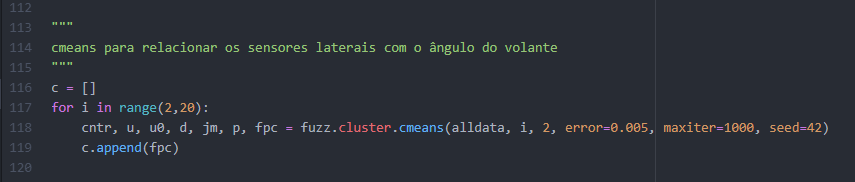 112
113 """
114 cmeans para relacionar os sensores laterais com o ângulo do volante
115 """
116 c = []
117 for i in range(2,20):
118     cntr, u, u0, d, jm, p, fpc = fuzz.cluster.cmeans(alldata, i, 2, error=0.005, maxiter=1000, seed=42)
119     c.append(fpc)
120